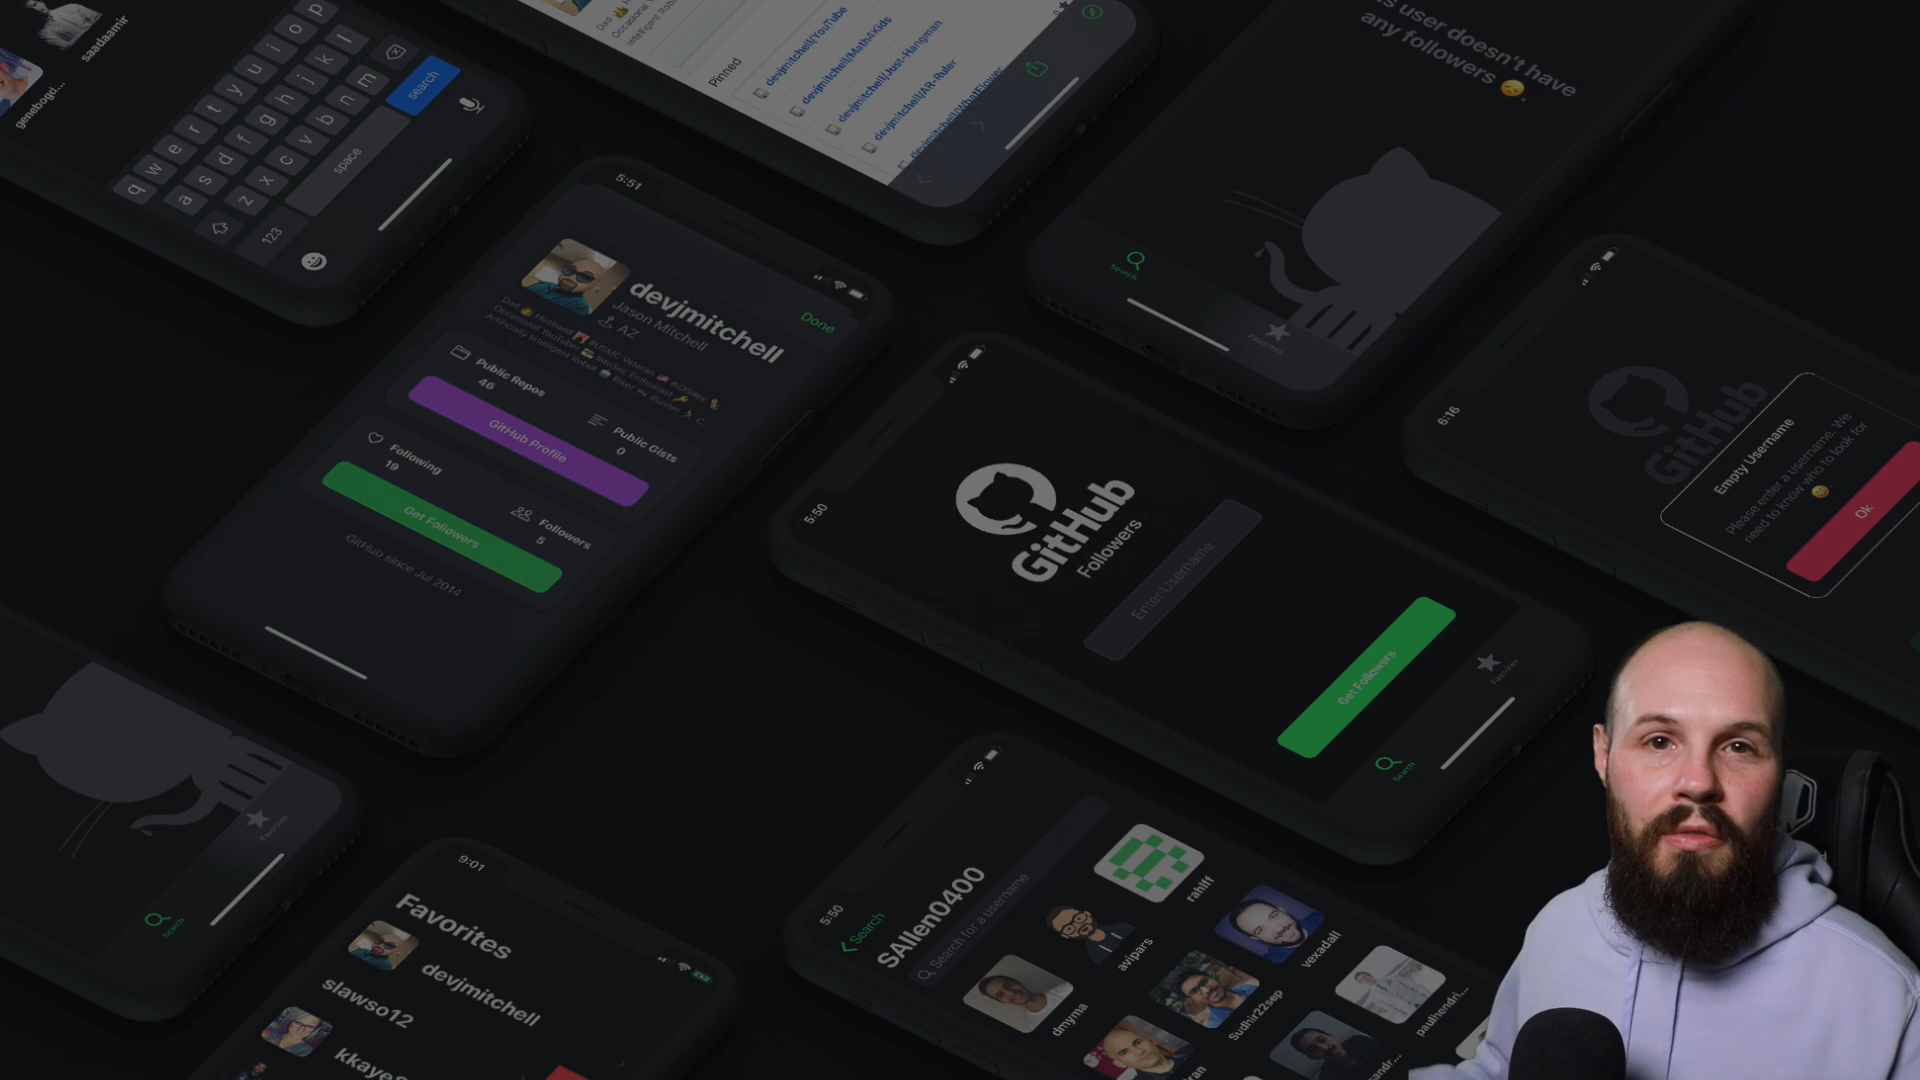 saadaamir
genebogd...
q w e r t y u i o p
a s d f g h j k l
z x c v b n m
123
space
search
Pinned
devjmitchell/YouTube
devjmitchell/Math4Kids
devjmitchell/Just-Hangman
devjmitchell/AR-Ruler
devjmitchell/WhatFlower
user doesn't have
any followers 😞.
Search
Favorites
5:51
Done
devjmitchell
Jason Mitchell
AZ
Public Repos
46
Public Gists
0
GitHub Profile
Following
19
Followers
5
Get Followers
GitHub since Jul 2014
5:50
GitHub
Followers
Enter Username
Get Followers
Search
Favorites
6:16
GitHub
Empty Username
Please enter a username. We
need to know who to look for
😀
Ok
Search
Favorites
9:01
Favorites
devjmitchell
slawso12
5:50
Search
SAllen0400
Search for a username
rahlff
avipars
dmyma
vexadall
Sudhir22sep
paulhendri...